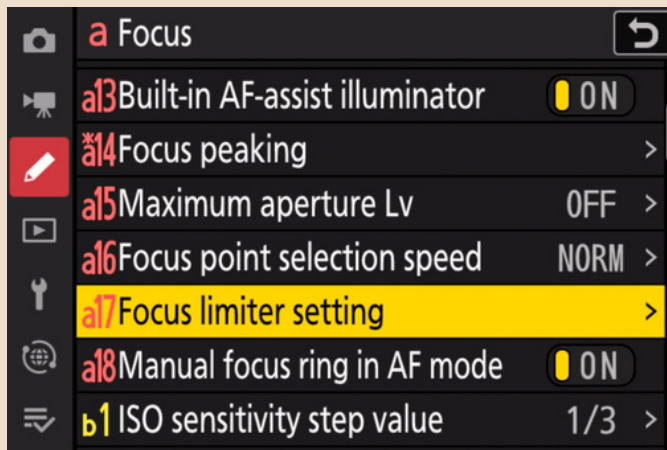 a Focus
a13 Built-in AF-assist illuminator ON
a14 Focus peaking >
a15 Maximum aperture Lv OFF >
a16 Focus point selection speed NORM >
a17 Focus limiter setting >
a18 Manual focus ring in AF mode ON
b1 ISO sensitivity step value 1/3 >